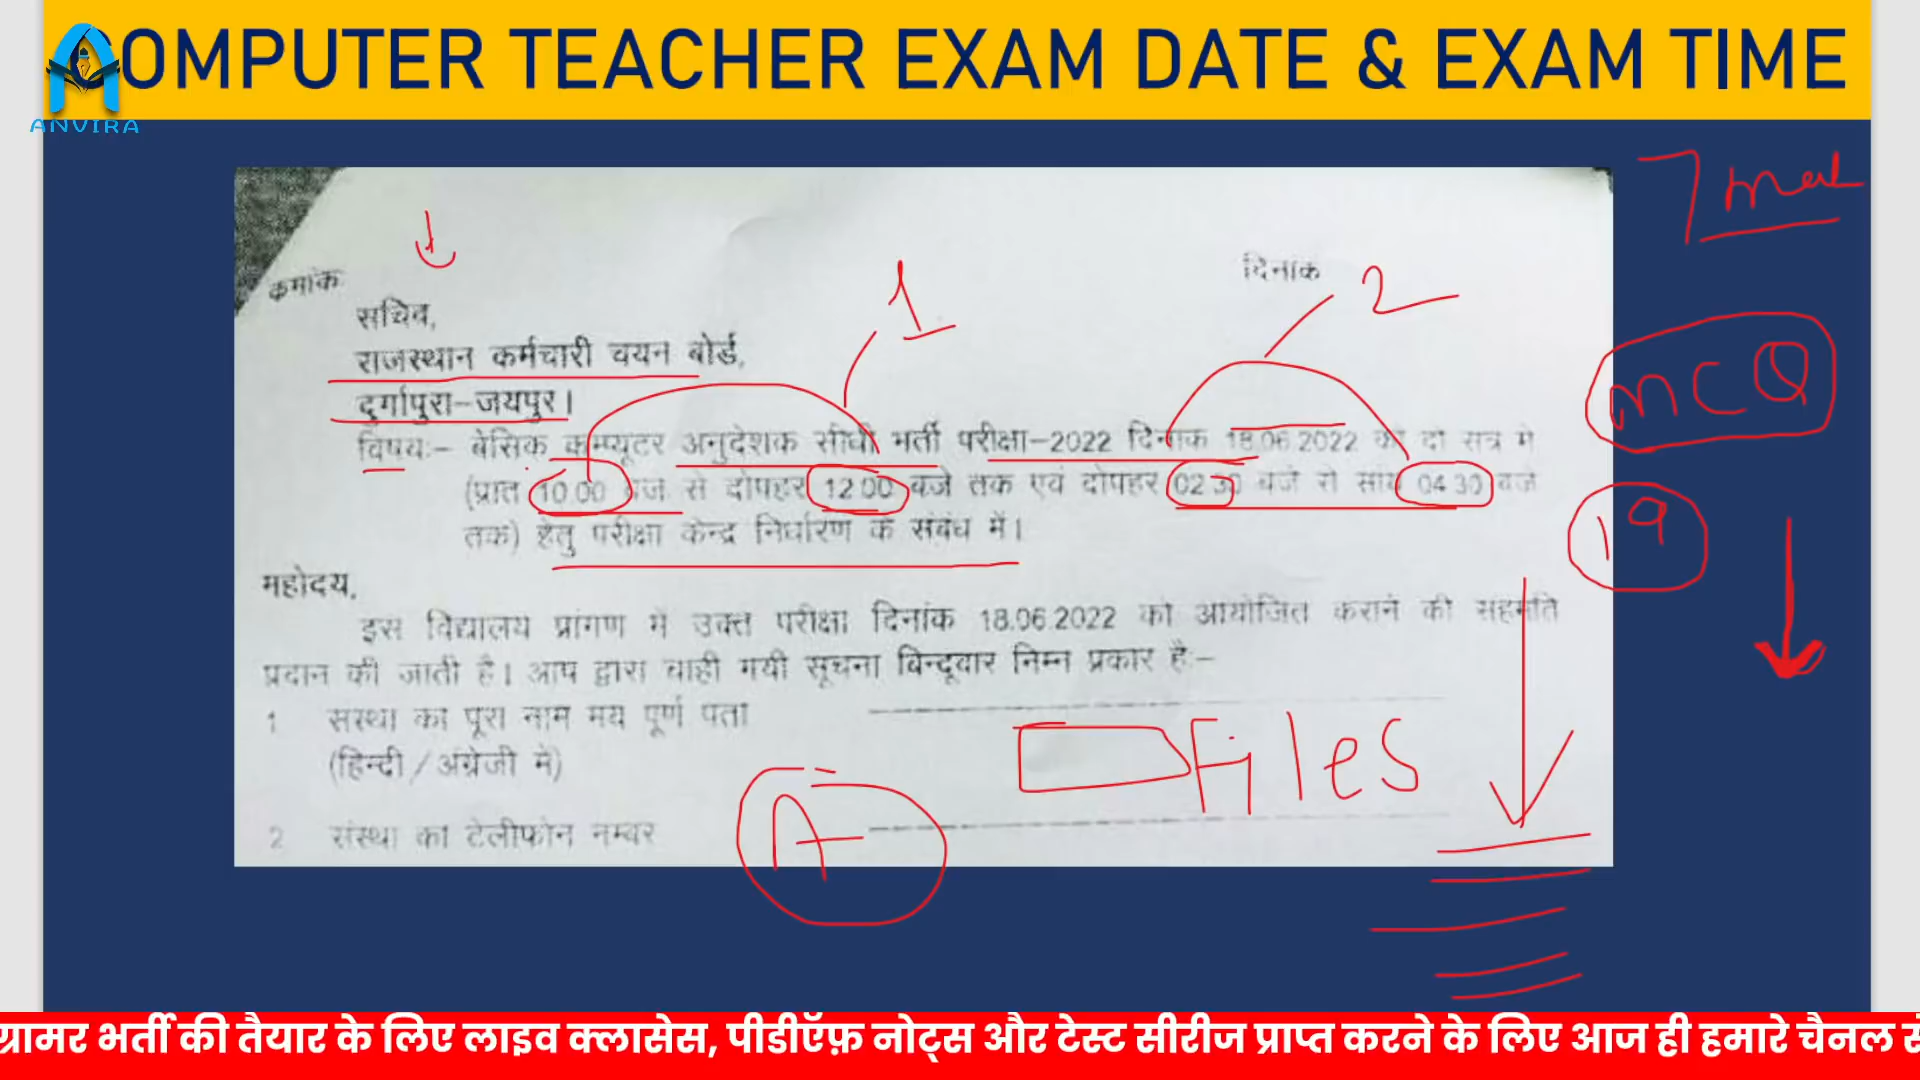 COMPUTER TEACHER EXAM DATE & EXAM TIME
ANVIRA
7
क्रमांक
दिनांक
1
2
सचिव,
राजस्थान कर्मचारी चयन बोर्ड,
दुर्गापुरा-जयपुर।
MCQ
विषयः- बेसिक कम्प्यूटर अनुदेशक सीधी भर्ती परीक्षा-2022 दिनांक 18.06.2022 को दो सत्र मे
(प्रात 10.00 बजे से दोपहर 12.00 बजे तक एवं दोपहर 02 30 बजे से सांय 04 30 बजे
तक) हेतु परीक्षा केन्द्र निर्धारण के संबंध में।
19
महोदय,
इस विद्यालय प्रांगण मे उक्त परीक्षा दिनांक 18.06.2022 को आयोजित कराने की सहमति
प्रदान की जाती है। आप द्वारा चाही गयी सूचना बिन्दूवार निम्न प्रकार हैः-
1 संस्था का पूरा नाम मय पूर्ण पता
(हिन्दी/अंग्रेजी में)
Files
2 संस्था का टेलीफोन नम्बर
A
ग्रामर भर्ती की तैयार के लिए लाइव क्लासेस, पीडीऍफ़ नोट्स और टेस्ट सीरीज प्राप्त करने के लिए आज ही हमारे चैनल से